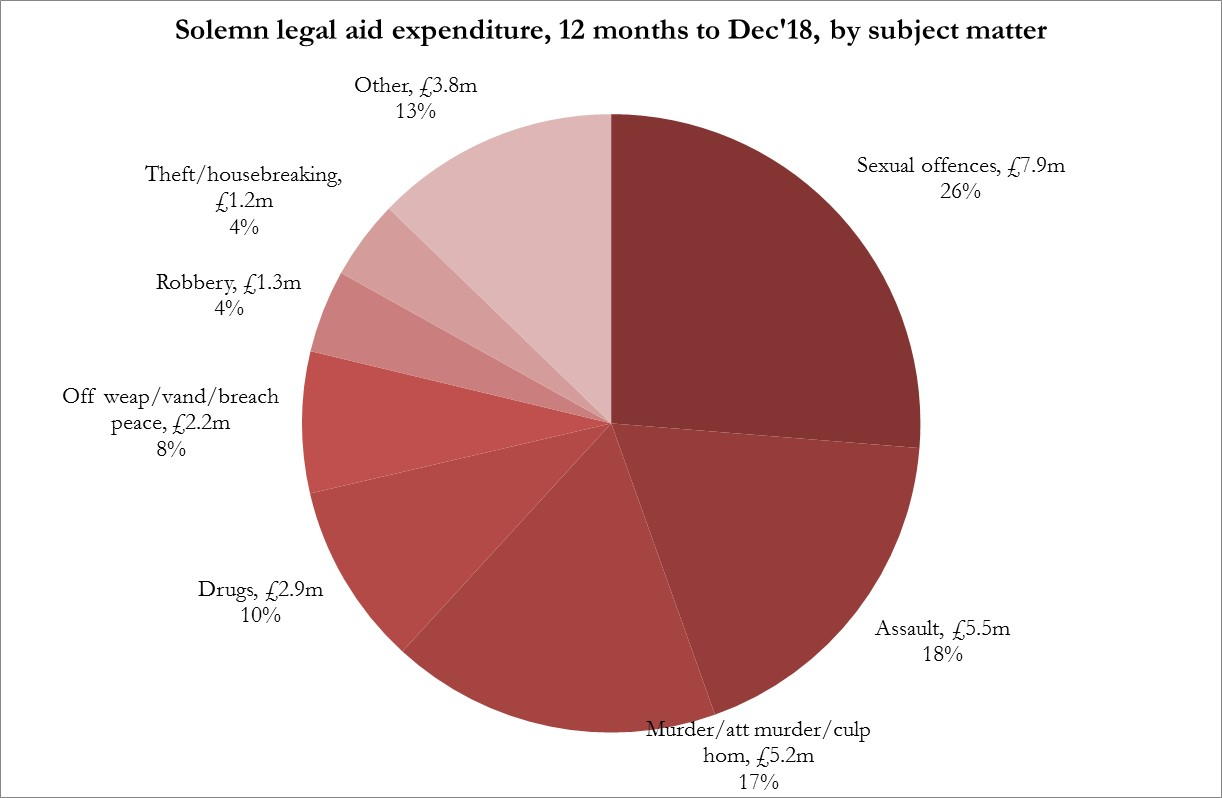 Solemn legal aid expenditure, 12 months to Dec'18, by subject matter
Other, £3.8m
13%
Sexual offences, £7.9m
26%
Theft/housebreaking,
£1.2m
4%
Robbery, £1.3m
4%
Off weap/vand/breach
peace, £2.2m
8%
Drugs, £2.9m
10%
Assault, £5.5m
18%
Murder/att murder/culp
hom, £5.2m
17%